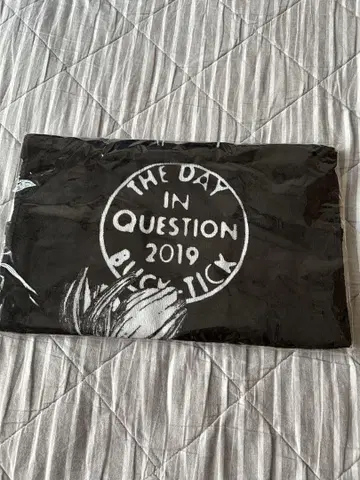 THE DAY
IN
QUESTION
2019
BUCK-TICK